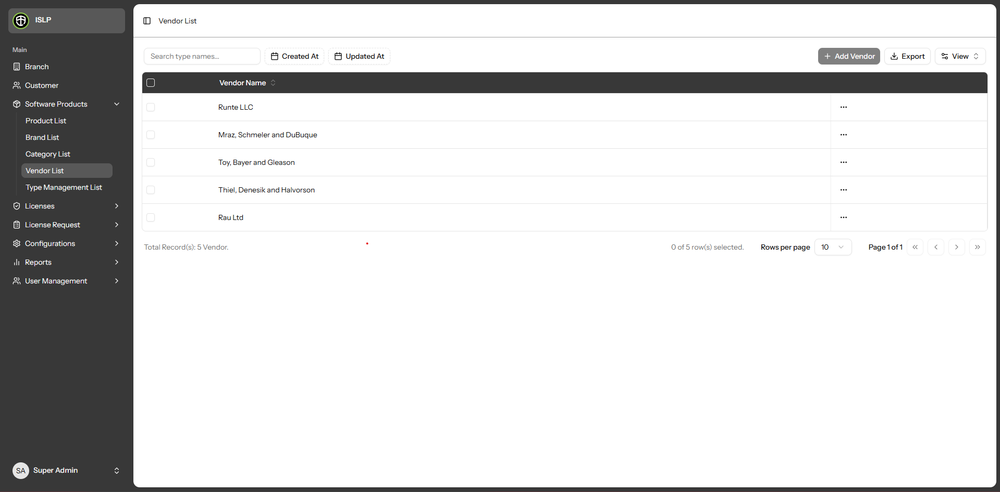 ISLP
Vendor List
Main
Branch
Customer
Software Products
Product List
Brand List
Category List
Vendor List
Type Management List
Licenses
License Request
Configurations
Reports
User Management
SA Super Admin
Search type names...
Created At
Updated At
Add Vendor
Export
View
Vendor Name
Runte LLC
Mraz, Schmeler and DuBuque
Toy, Bayer and Gleason
Thiel, Denesik and Halvorson
Rau Ltd
Total Record(s): 5 Vendor.
0 of 5 row(s) selected.
Rows per page 10
Page 1 of 1